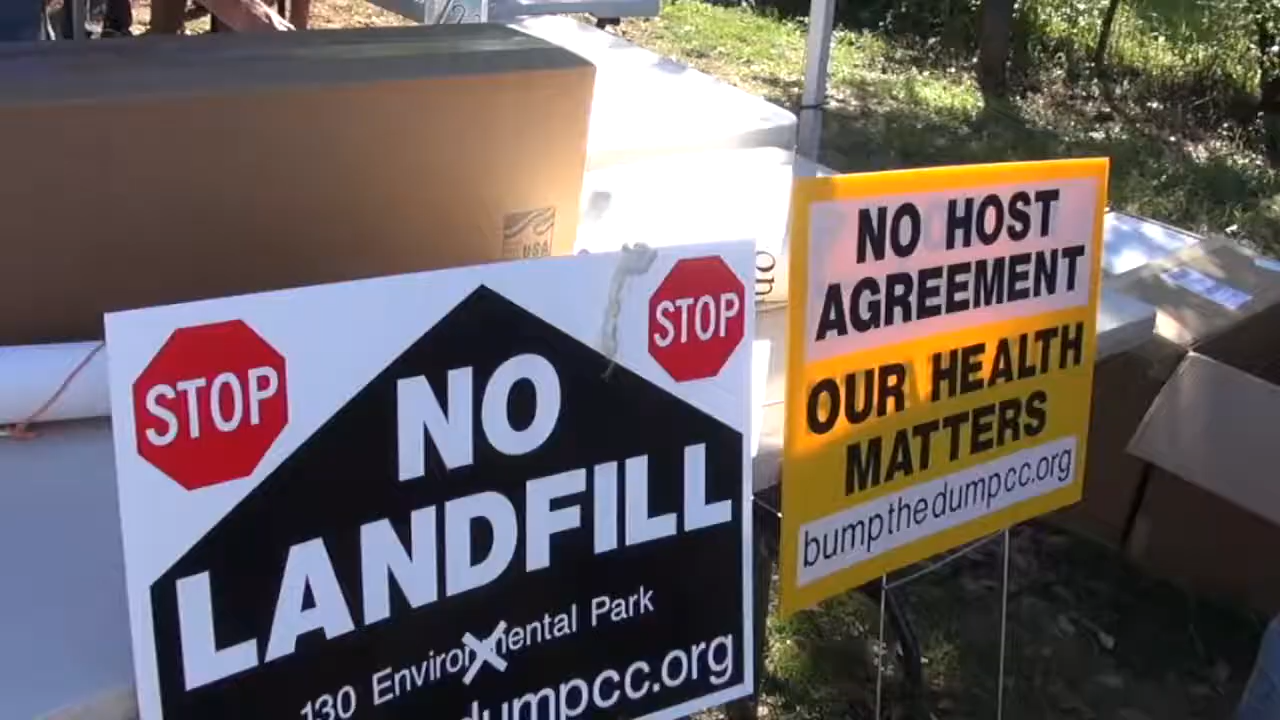 USA
STOP
STOP
NO
LANDFILL
130 Environmental Park
dumpcc.org
NO HOST
AGREEMENT
OUR HEALTH
MATTERS
bumpthedumpcc.org